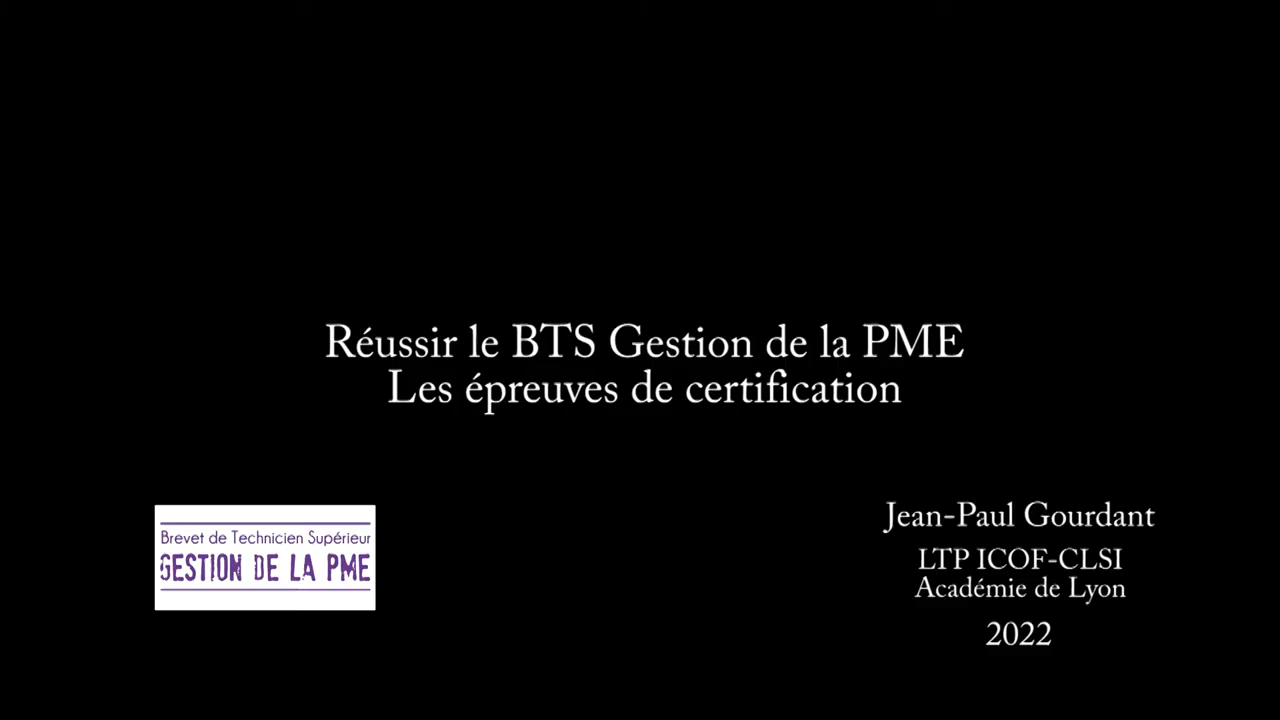 Réussir le BTS Gestion de la PME
Les épreuves de certification
Brevet de Technicien Supérieur
GESTION DE LA PME
Jean-Paul Gourdant
LTP ICOF-CLSI
Académie de Lyon
2022